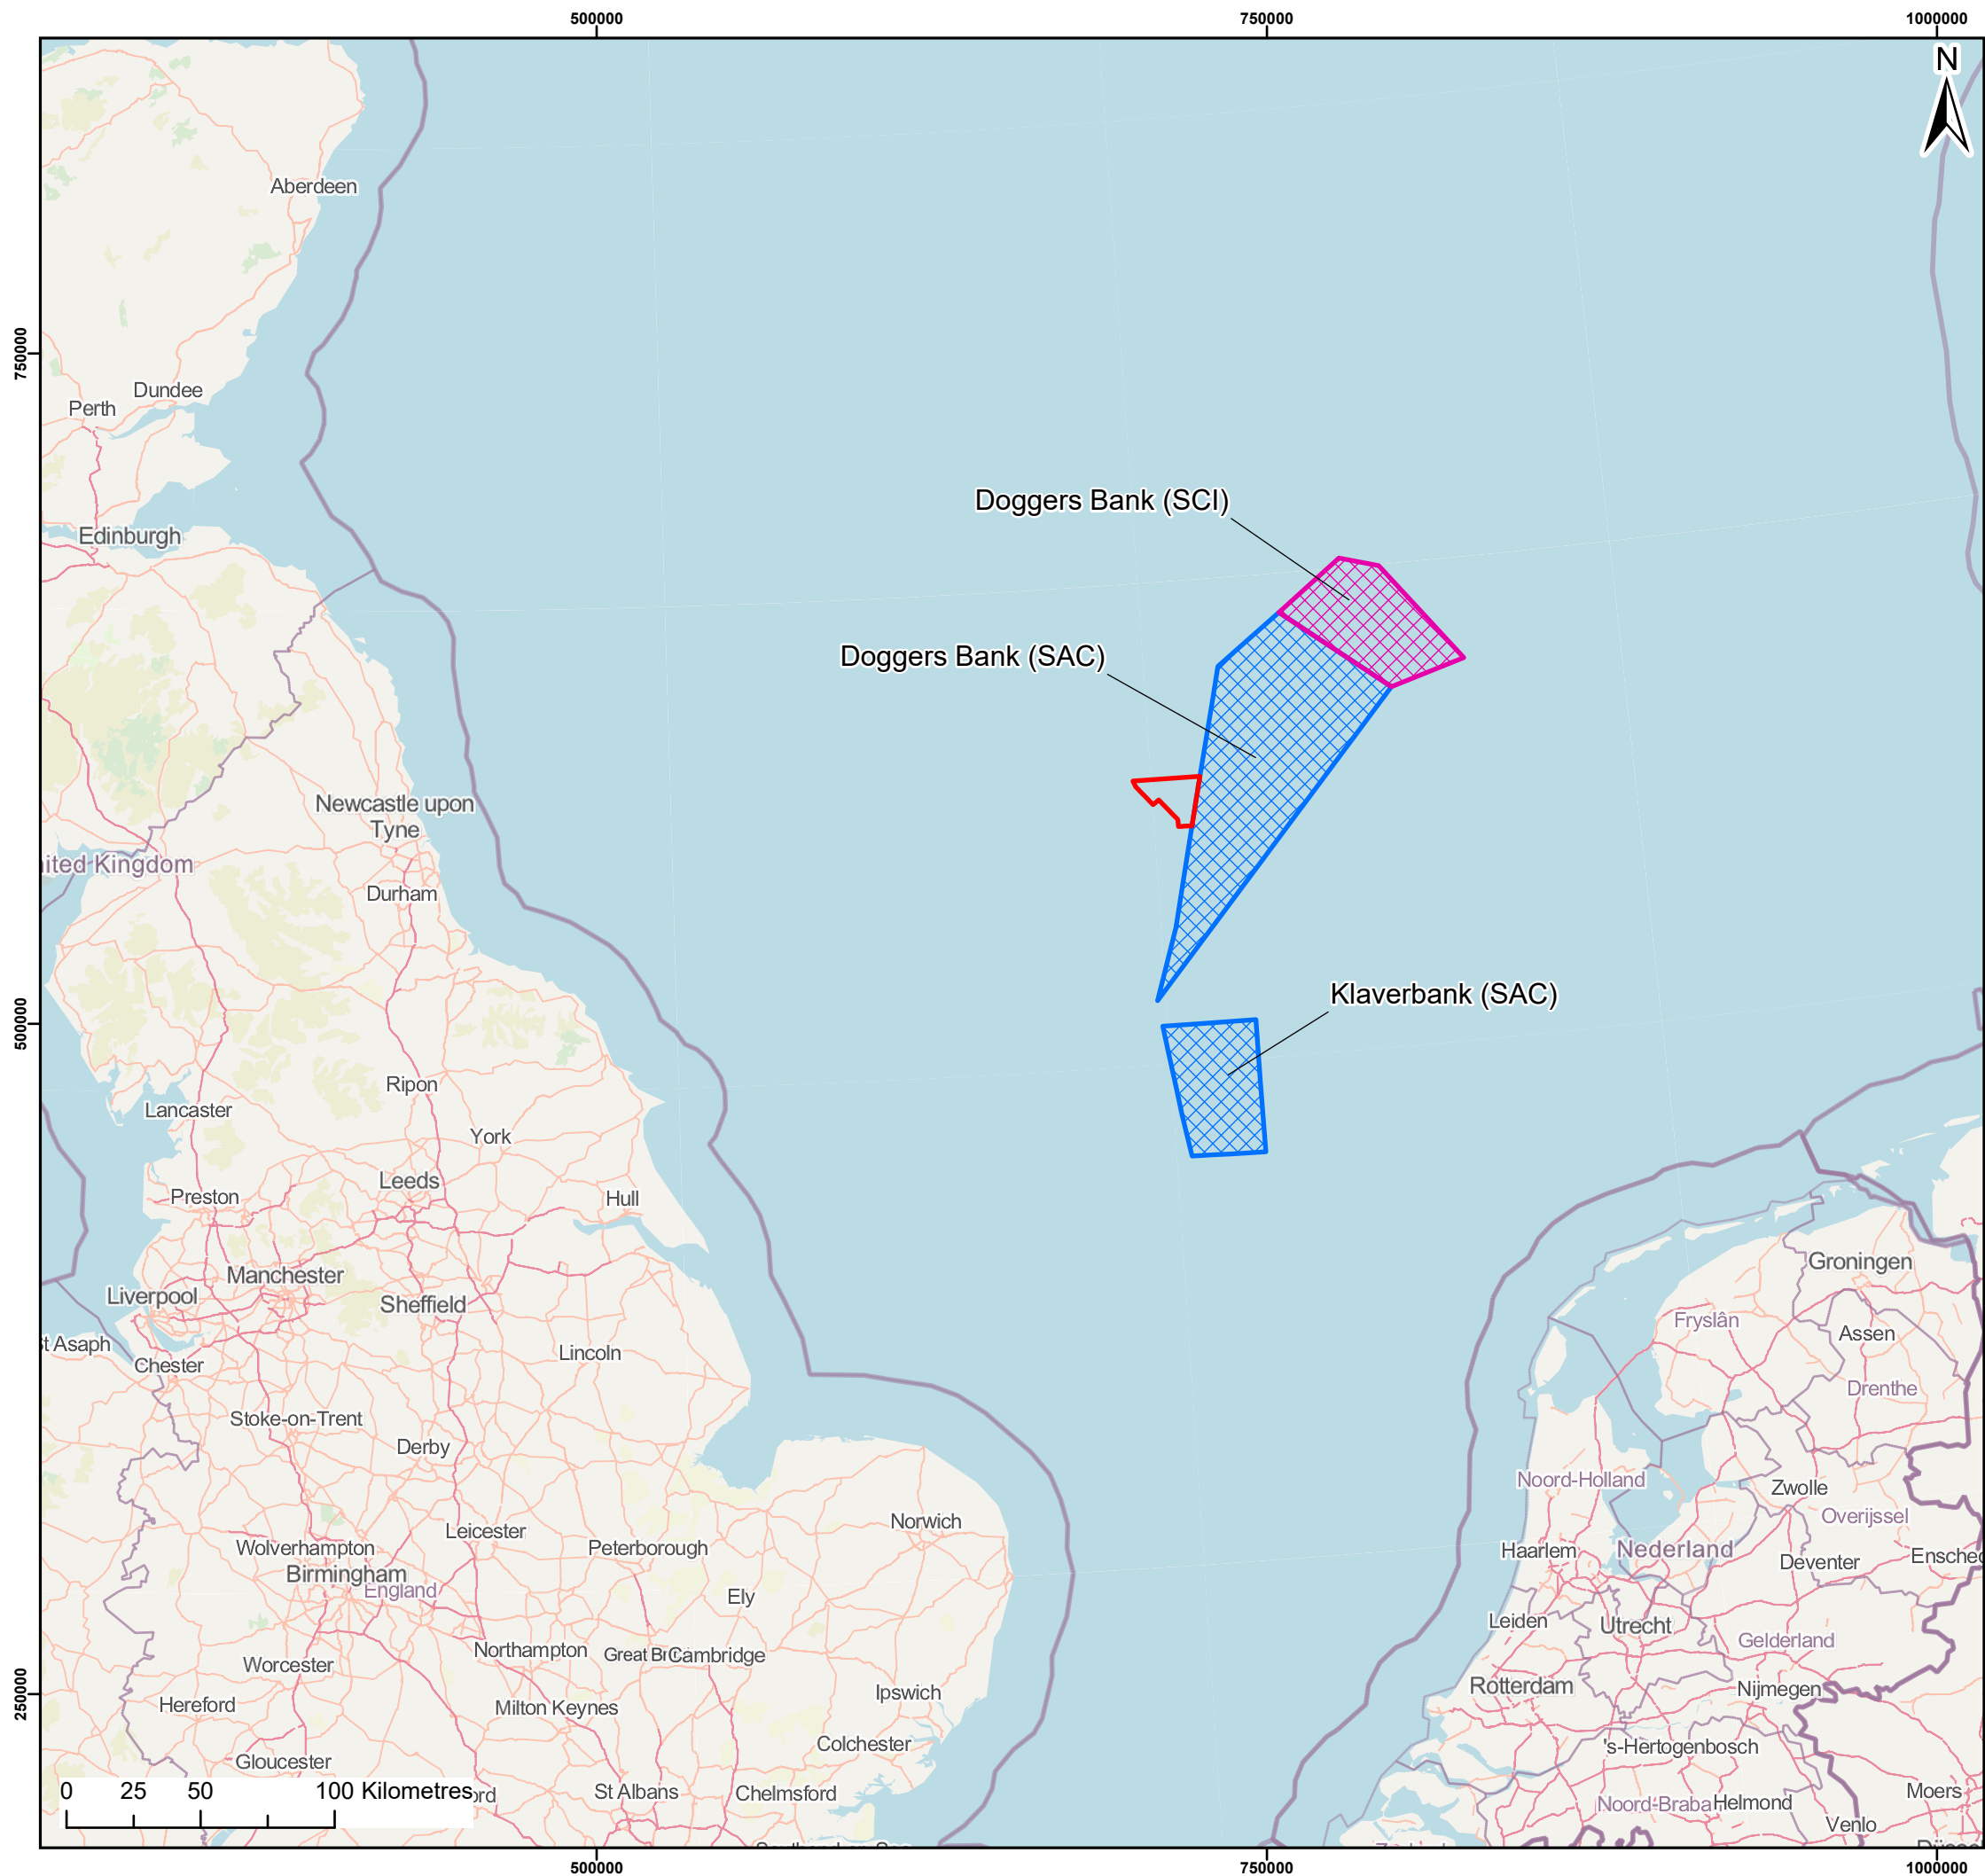 500000
750000
1000000
N
Aberdeen
750000
Dundee
Perth
Doggers Bank (SCI)
Edinburgh
Doggers Bank (SAC)
Newcastle upon
Tyne
nited Kingdom
Durham
Klaverbank (SAC)
500000
Ripon
Lancaster
York
Leeds
Preston
Hull
Groningen
Manchester
Liverpool
Sheffield
Fryslân
Assen
t Asaph
Lincoln
Chester
Drenthe
Stoke-on-Trent
Derby
Noord-Holland
Zwolle
Overijssel
Norwich
Leicester
Wolverhampton
Peterborough
Haarlem
Nederland
Deventer
Ensched
Birmingham
England
Ely
Leiden
Utrecht
Gelderland
Northampton
Great Br
Cambridge
Worcester
Rotterdam
Nijmegen
Ipswich
250000
Hereford
Milton Keynes
Colchester
's-Hertogenbosch
Gloucester
0 25 50 100 Kilometres
ord
St Albans
Chelmsford
Noord-Braba
Helmond
Moers
Venlo
500000
750000
1000000